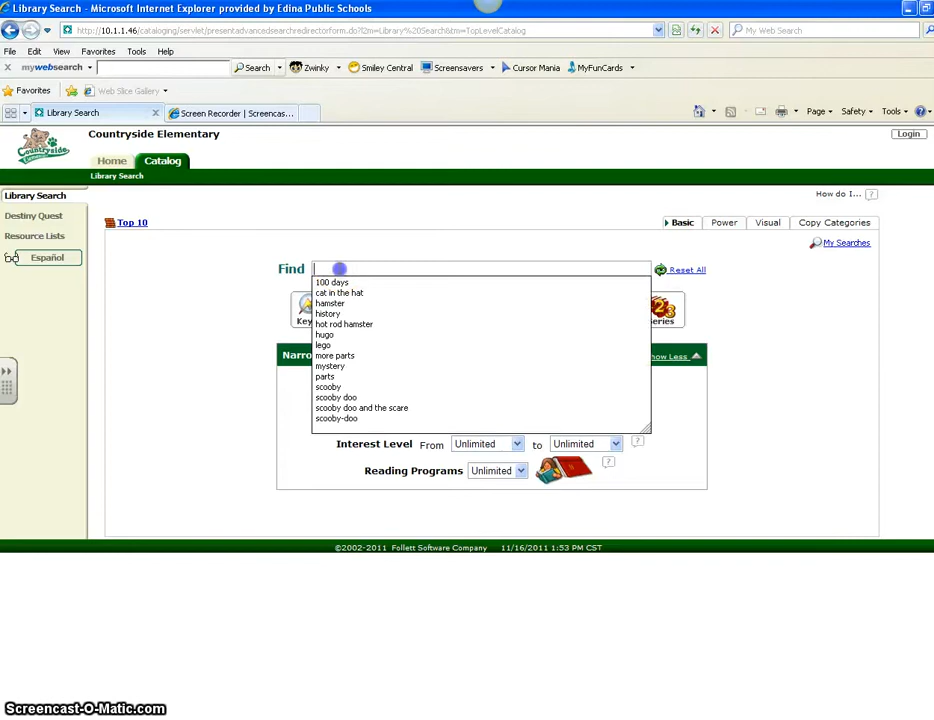 Library Search - Microsoft Internet Explorer provided by Edina Public Schools
http://10.1.1.46/cataloging/servlet/presentadvancedsearchredirectorform.do?l2m=Library%20Search&tm=TopLevelCatalog
My Web Search
File Edit View Favorites Tools Help
mywebsearch Search Zwinky Smiley Central Screensavers Cursor Mania MyFunCards
Favorites Web Slice Gallery
Library Search Screen Recorder | Screencas... Page Safety Tools
Countryside Elementary Login
Home Catalog
Library Search
Library Search How do I... ?
Destiny Quest Top 10 Basic Power Visual Copy Categories
Resource Lists My Searches
Español
Find Reset All
100 days
cat in the hat
hamster
history
hot rod hamster
hugo
lego
more parts
mystery
parts
scooby
scooby doo
scooby doo and the scare
scooby-doo
Interest Level From Unlimited to Unlimited ?
Reading Programs Unlimited ?
©2002-2011 Follett Software Company 11/16/2011 1:53 PM CST
Screencast-O-Matic.com